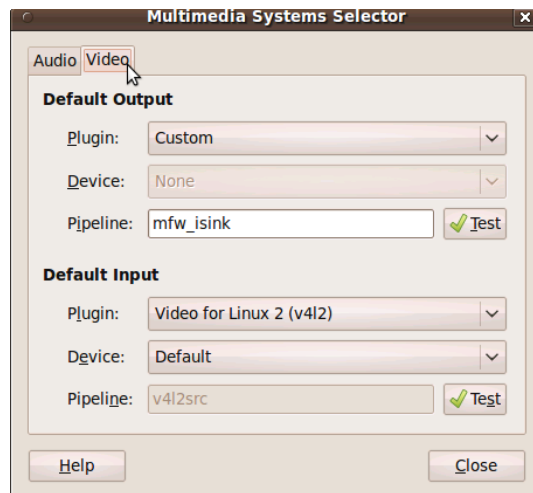 Multimedia Systems Selector
Audio Video
Default Output
Plugin: Custom
Device: None
Pipeline: mfw_isink Test
Default Input
Plugin: Video for Linux 2 (v4l2)
Device: Default
Pipeline: v4l2src Test
Help Close